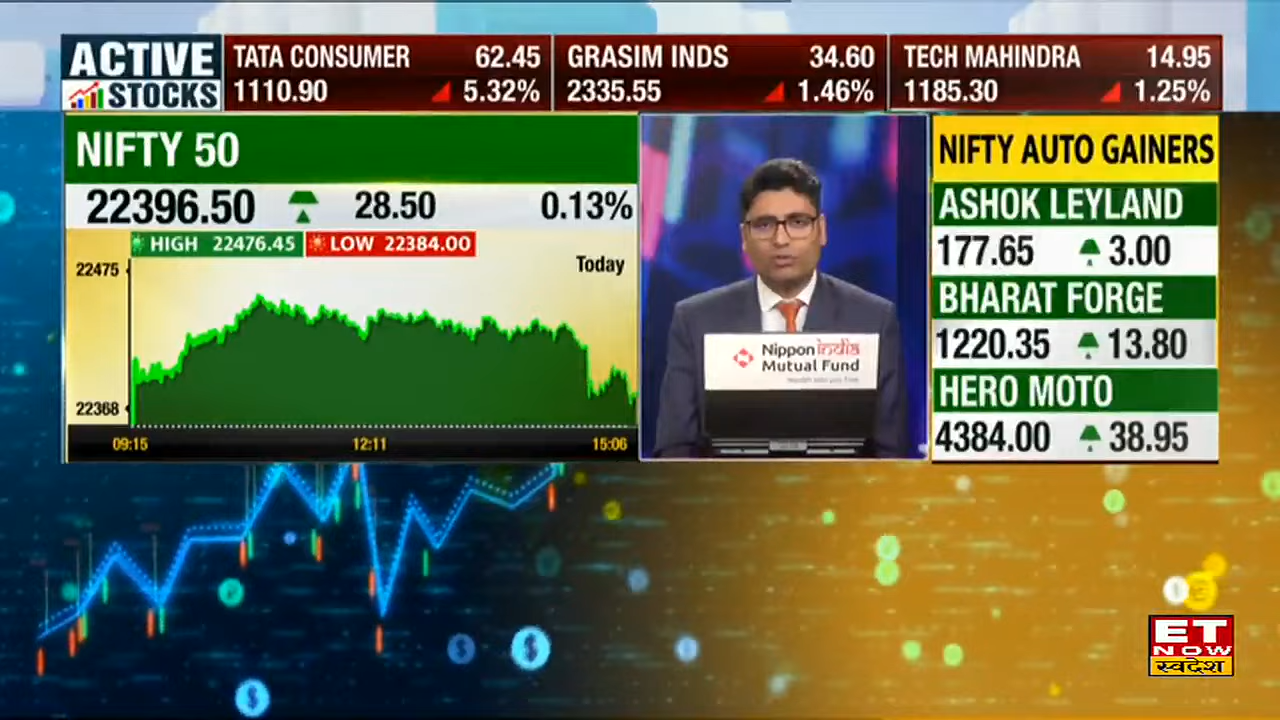 ACTIVE
STOCKS
TATA CONSUMER 62.45
1110.90 5.32%
GRASIM INDS 34.60
2335.55 1.46%
TECH MAHINDRA 14.95
1185.30 1.25%
NIFTY 50
22396.50 28.50 0.13%
HIGH 22476.45 LOW 22384.00
Today
22475
22368
09:15 12:11 15:06
Nippon india
Mutual Fund
NIFTY AUTO GAINERS
ASHOK LEYLAND
177.65 3.00
BHARAT FORGE
1220.35 13.80
HERO MOTO
4384.00 38.95
ET
NOW
स्वदेश